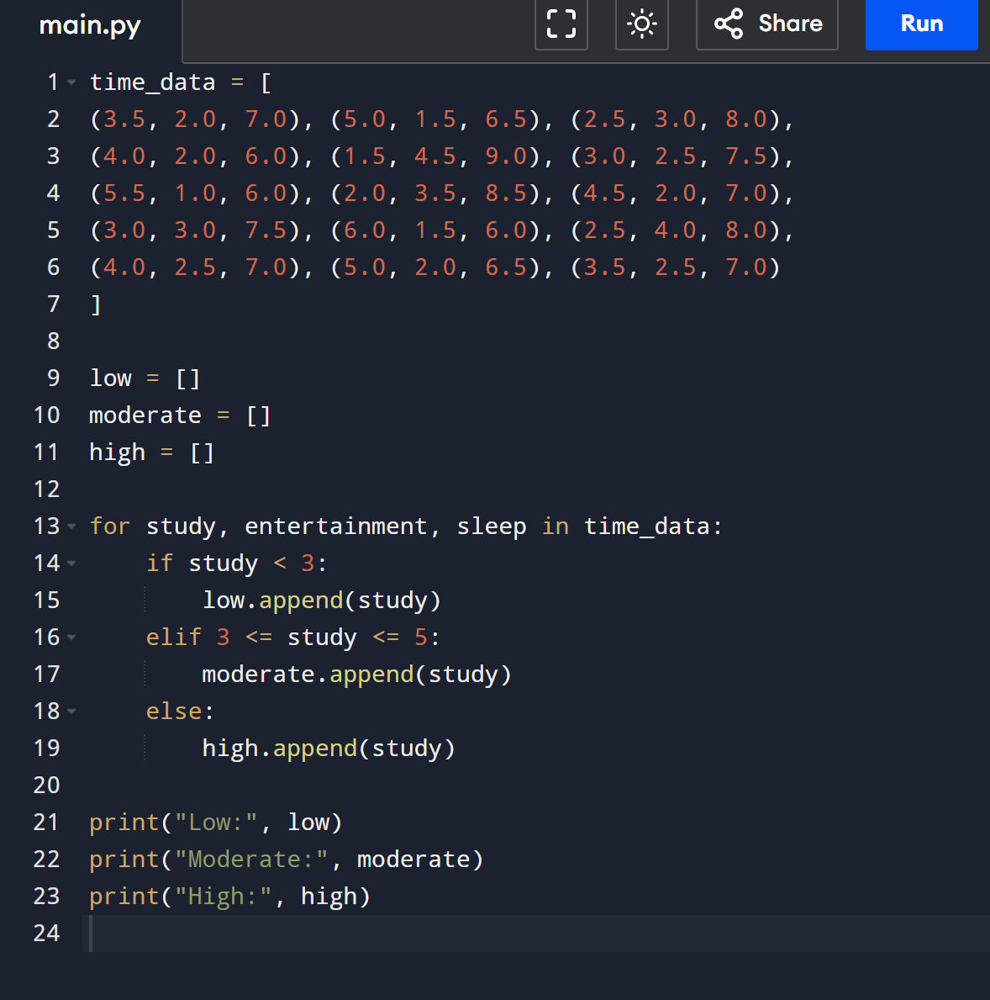 main.py
Share
Run
1 time_data = [
2 (3.5, 2.0, 7.0), (5.0, 1.5, 6.5), (2.5, 3.0, 8.0),
3 (4.0, 2.0, 6.0), (1.5, 4.5, 9.0), (3.0, 2.5, 7.5),
4 (5.5, 1.0, 6.0), (2.0, 3.5, 8.5), (4.5, 2.0, 7.0),
5 (3.0, 3.0, 7.5), (6.0, 1.5, 6.0), (2.5, 4.0, 8.0),
6 (4.0, 2.5, 7.0), (5.0, 2.0, 6.5), (3.5, 2.5, 7.0)
7 ]
8
9 low = []
10 moderate = []
11 high = []
12
13 for study, entertainment, sleep in time_data:
14     if study < 3:
15         low.append(study)
16     elif 3 <= study <= 5:
17         moderate.append(study)
18     else:
19         high.append(study)
20
21 print("Low:", low)
22 print("Moderate:", moderate)
23 print("High:", high)
24